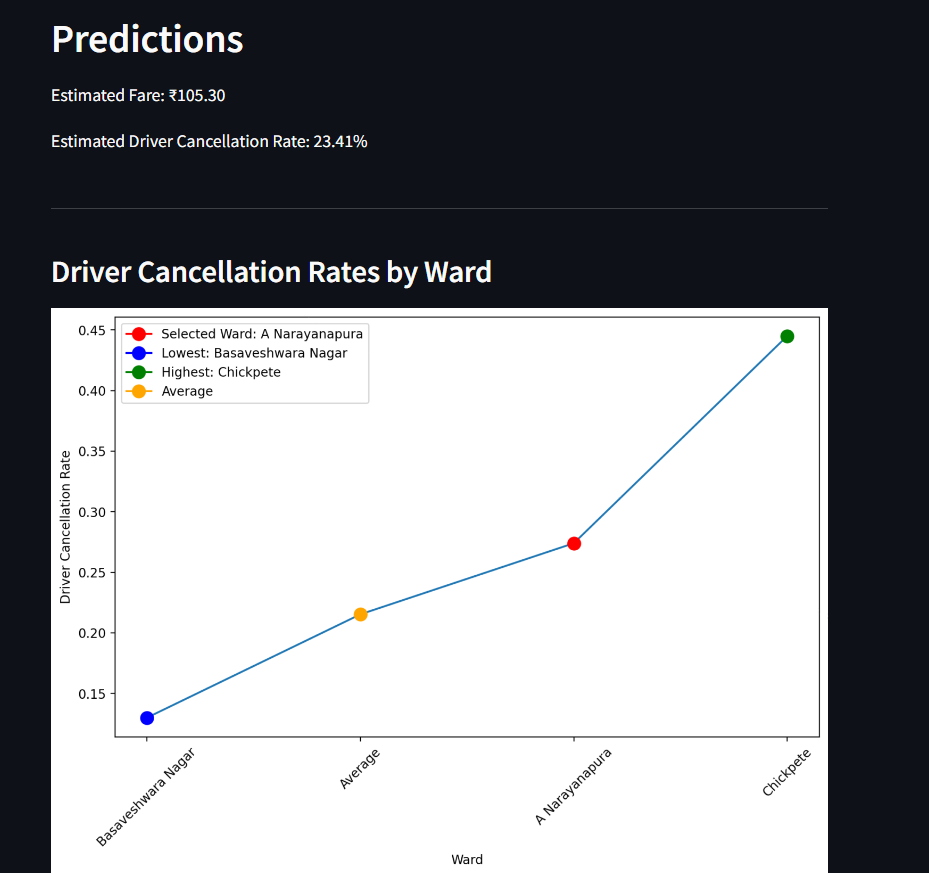 Predictions
Estimated Fare: ₹105.30
Estimated Driver Cancellation Rate: 23.41%
Driver Cancellation Rates by Ward
Selected Ward: A Narayanapura
Lowest: Basaveshwara Nagar
Highest: Chickpete
Average
0.45
0.40
0.35
0.30
0.25
0.20
0.15
Driver Cancellation Rate
Basaveshwara Nagar
Average
A Narayanapura
Chickpete
Ward